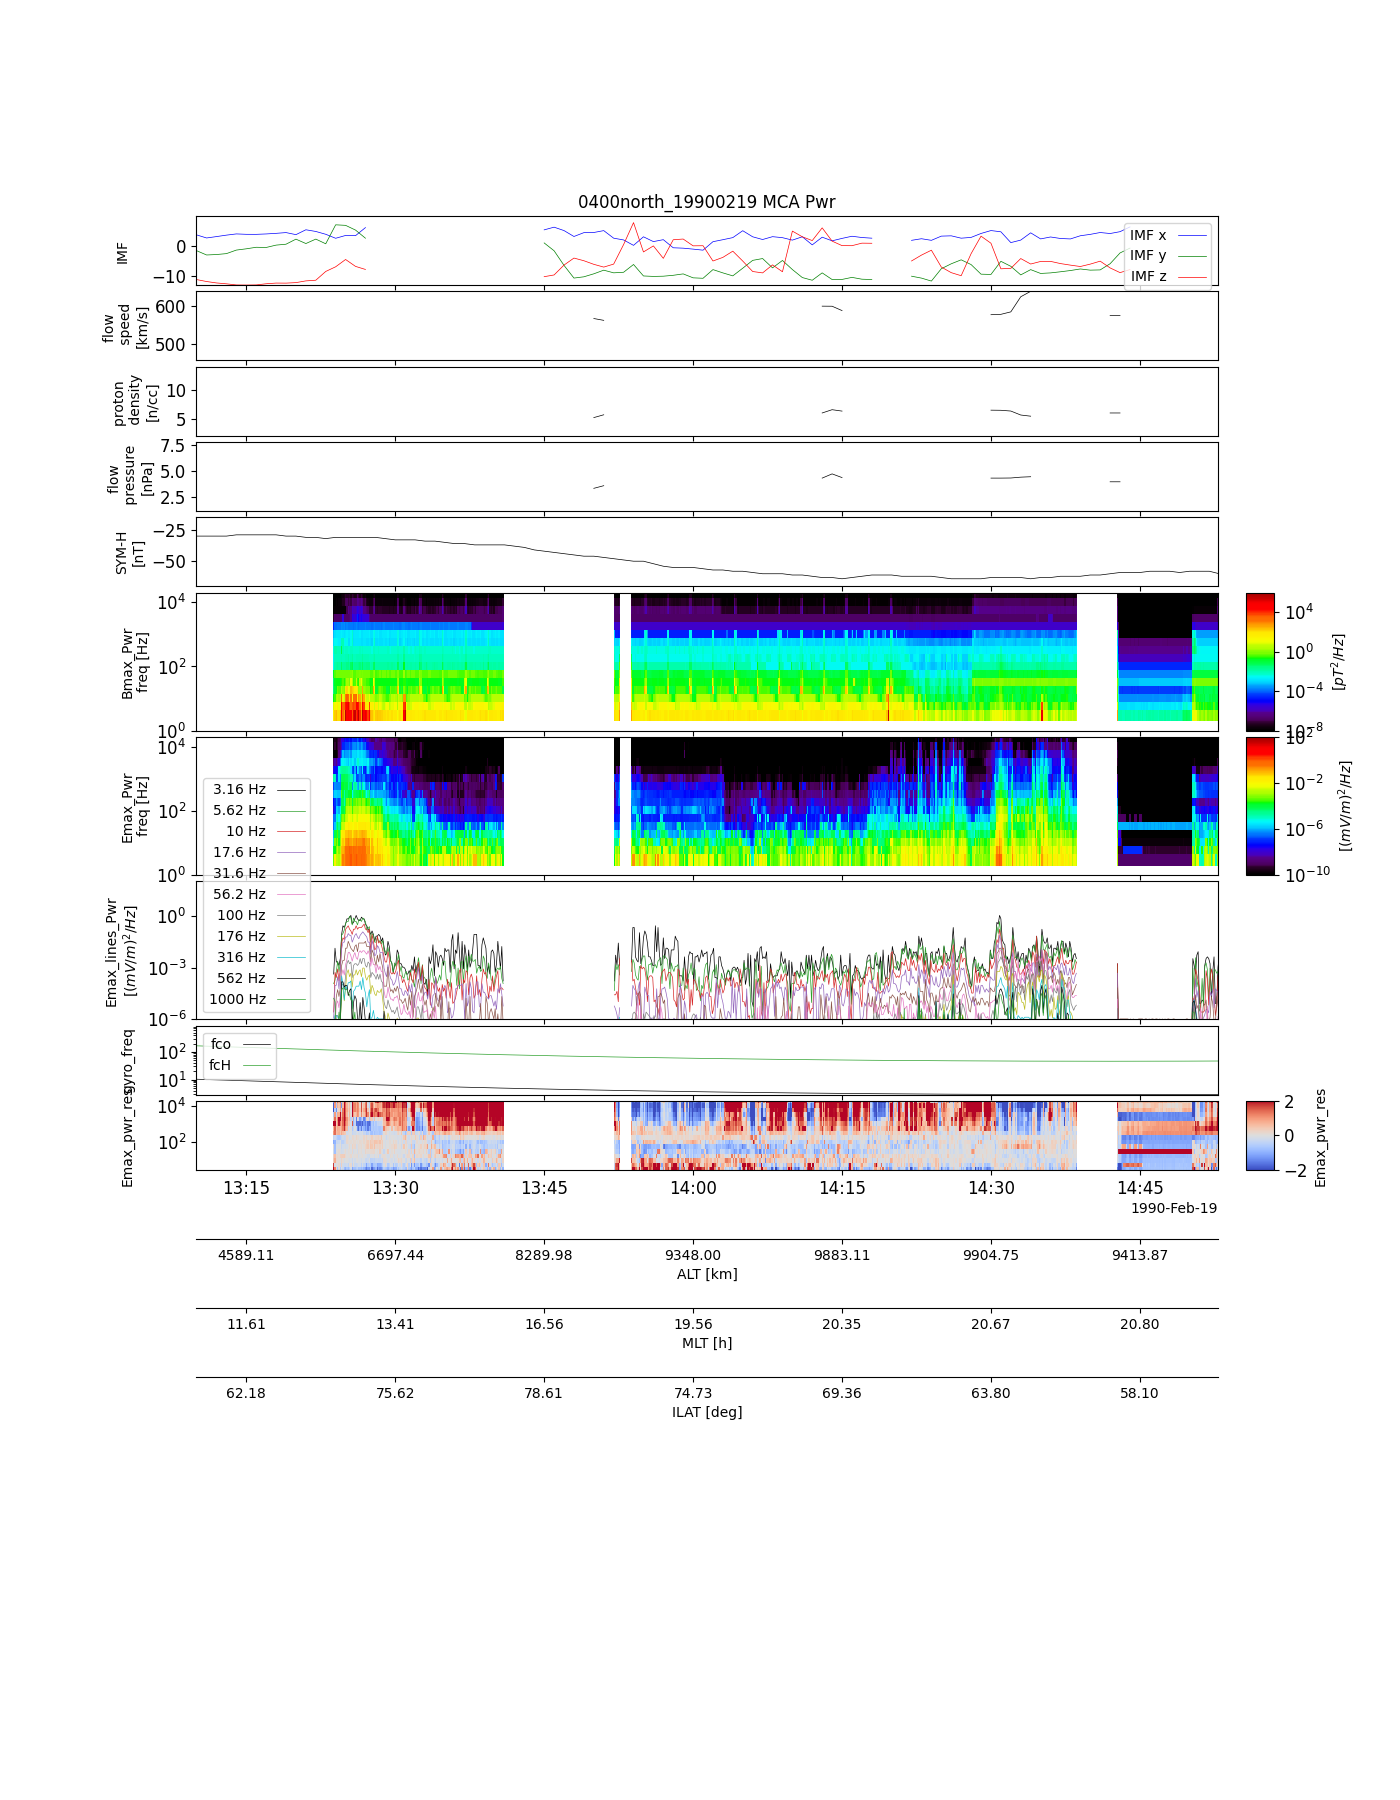 0400north_19900219 MCA Pwr
IMF
0
−10
IMF x
IMF y
IMF z
flow
speed
[km/s]
600
500
proton
density
[n/cc]
10
5
flow
pressure
[nPa]
7.5
5.0
2.5
SYM-H
[nT]
−25
−50
Bmax_Pwr
freq [Hz]
10^4
10^2
10^0
10^4
10^0
10^−4
10^−8
[pT^2/Hz]
Emax_Pwr
freq [Hz]
10^4
10^2
10^0
10^2
10^−2
10^−6
10^−10
[(mV/m)^2/Hz]
3.16 Hz
5.62 Hz
10 Hz
17.6 Hz
31.6 Hz
56.2 Hz
100 Hz
176 Hz
316 Hz
562 Hz
1000 Hz
Emax_lines_Pwr
[(mV/m)^2/Hz]
10^0
10^−3
10^−6
gyro_freq
10^2
10^1
fco
fcH
Emax_pwr_res
10^4
10^2
2
0
−2
Emax_pwr_res
13:15 13:30 13:45 14:00 14:15 14:30 14:45
1990-Feb-19
4589.11 6697.44 8289.98 9348.00 9883.11 9904.75 9413.87
ALT [km]
11.61 13.41 16.56 19.56 20.35 20.67 20.80
MLT [h]
62.18 75.62 78.61 74.73 69.36 63.80 58.10
ILAT [deg]